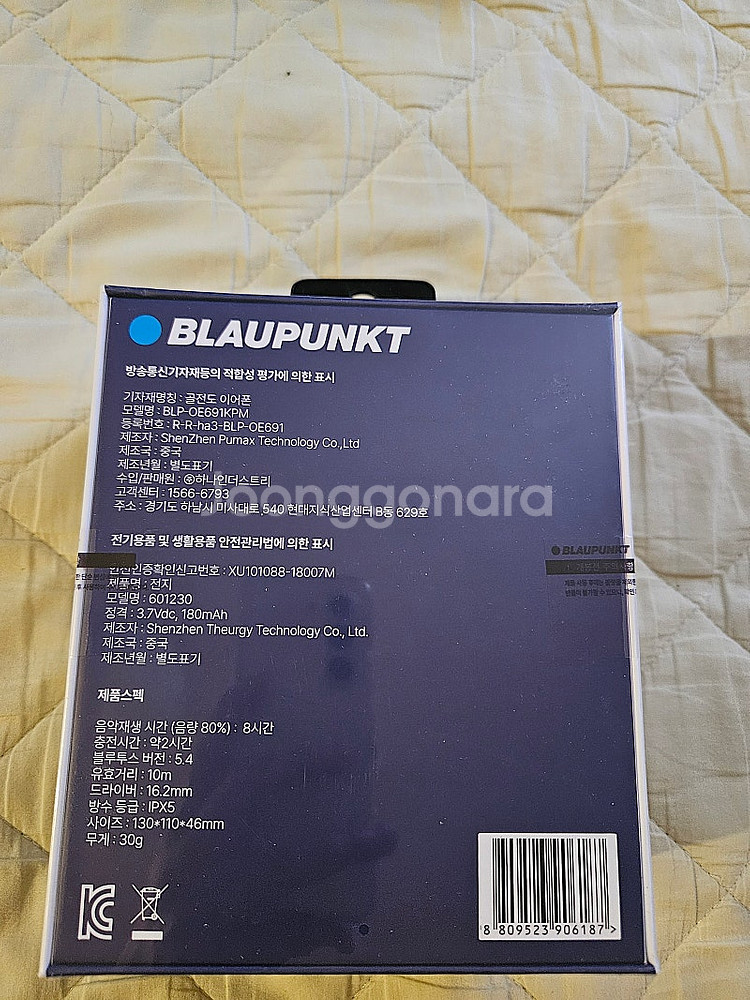 BLAUPUNKT
방송통신기자재등의 적합성 평가에 의한 표시
기자재명칭 : 골전도 이어폰
모델명 : BLP-OE691KPM
등록번호 : R-R-ha3-BLP-OE691
제조자 : ShenZhen Pumax Technology Co.,Ltd
제조국 : 중국
제조년월 : 별도표기
수입/판매원 : ㈜하나인더스트리
고객센터 : 1566-6793
주소 : 경기도 하남시 미사대로 540 현대지식산업센터 B동 629호
joonggonara
전기용품 및 생활용품 안전관리법에 의한 표시
안전인증확인신고번호 : XU101088-18007M
제품명 : 전지
모델명 : 601230
정격 : 3.7Vdc, 180mAh
제조자 : Shenzhen Theurgy Technology Co., Ltd.
제조국 : 중국
제조년월 : 별도표기
BLAUPUNKT
제품스펙
음악재생 시간 (음량 80%) : 8시간
충전시간 : 약2시간
블루투스 버전 : 5.4
유효거리 : 10m
드라이버 : 16.2mm
방수 등급 : IPX5
사이즈 : 130*110*46mm
무게 : 30g
8 809523 906187 >